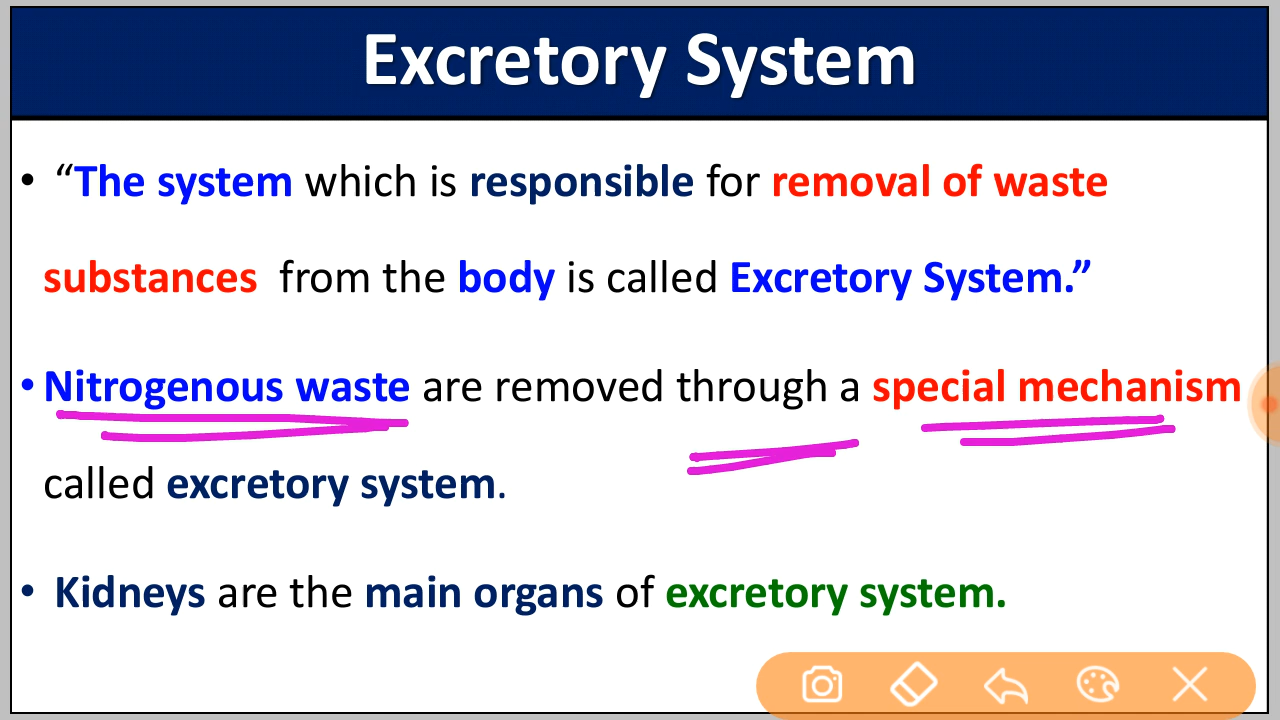 Excretory System
• “The system which is responsible for removal of waste
substances from the body is called Excretory System.”
• Nitrogenous waste are removed through a special mechanism
called excretory system.
• Kidneys are the main organs of excretory system.